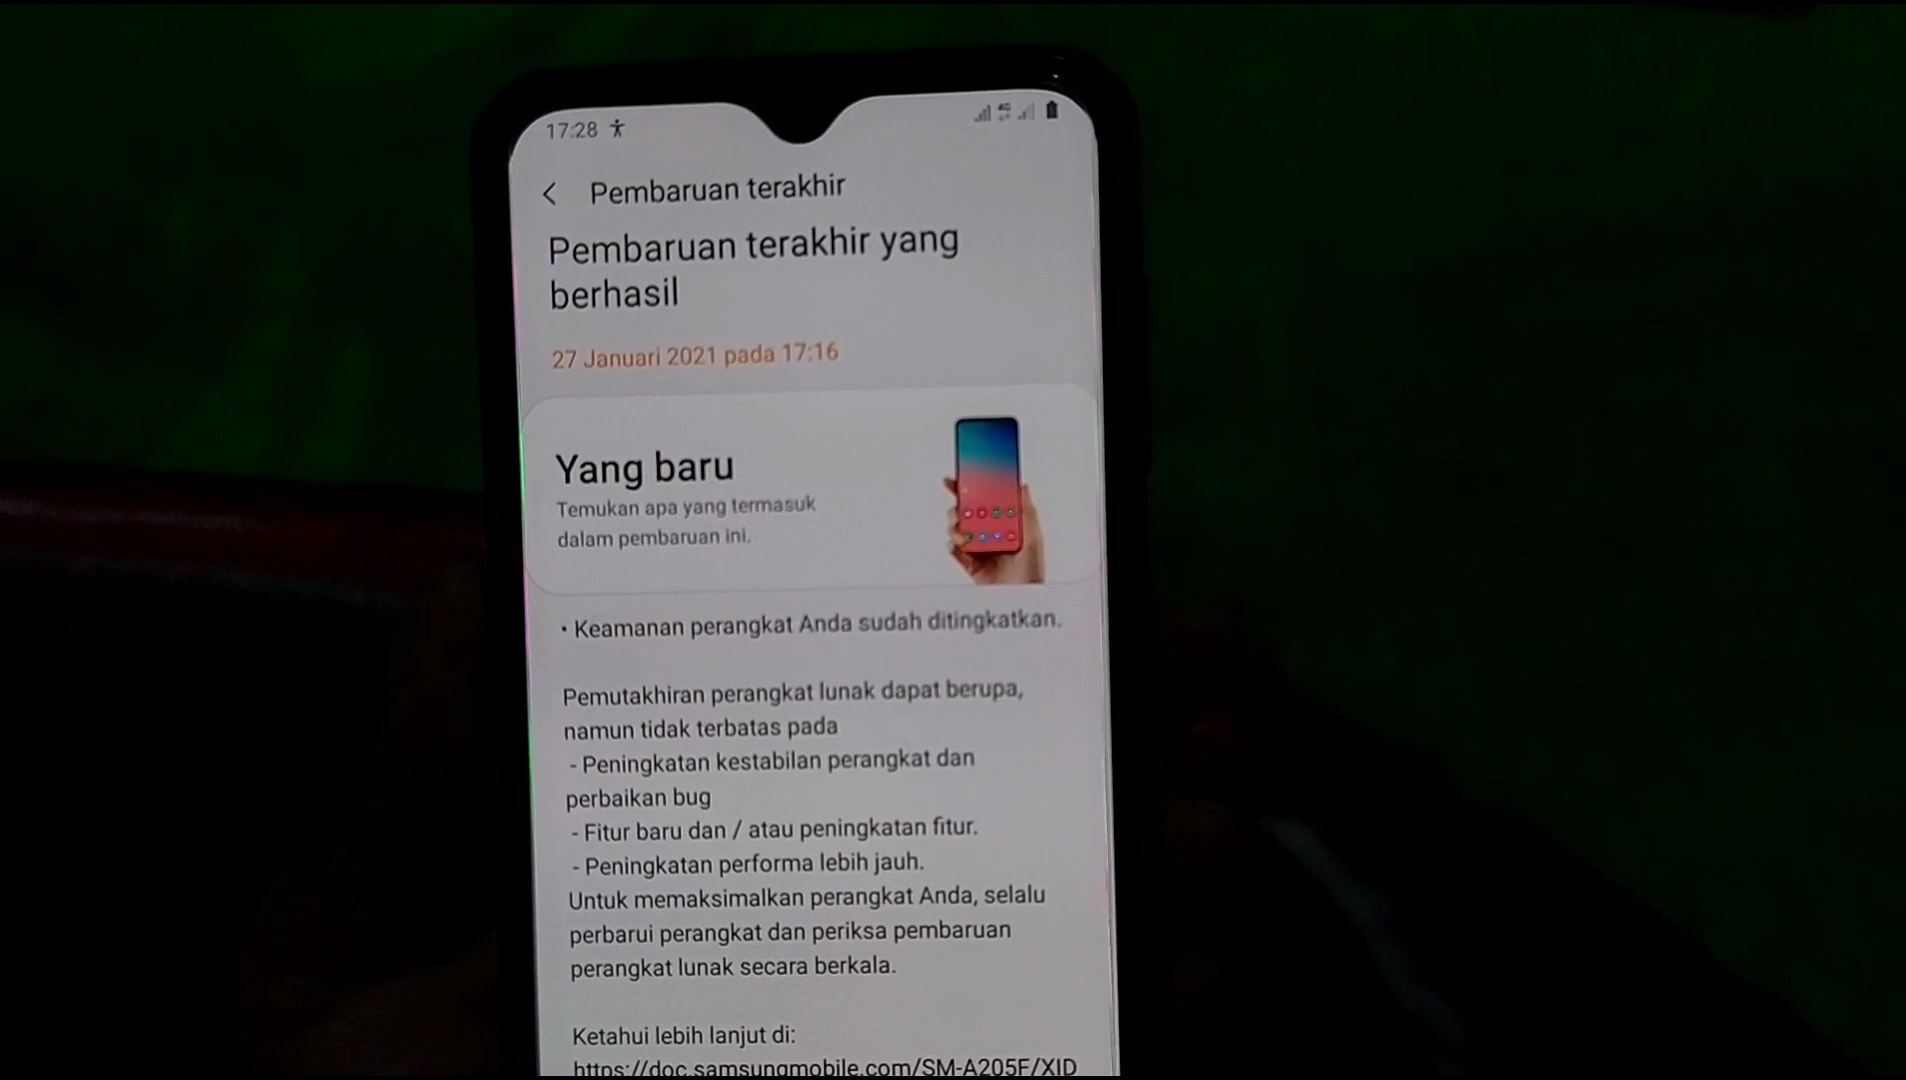 17:28
4G
Pembaruan terakhir
Pembaruan terakhir yang
berhasil
27 Januari 2021 pada 17:16
Yang baru
Temukan apa yang termasuk
dalam pembaruan ini.
• Keamanan perangkat Anda sudah ditingkatkan.
Pemutakhiran perangkat lunak dapat berupa,
namun tidak terbatas pada
- Peningkatan kestabilan perangkat dan
perbaikan bug
- Fitur baru dan / atau peningkatan fitur.
- Peningkatan performa lebih jauh.
Untuk memaksimalkan perangkat Anda, selalu
perbarui perangkat dan periksa pembaruan
perangkat lunak secara berkala.
Ketahui lebih lanjut di:
https://doc.samsungmobile.com/SM-A205F/XID